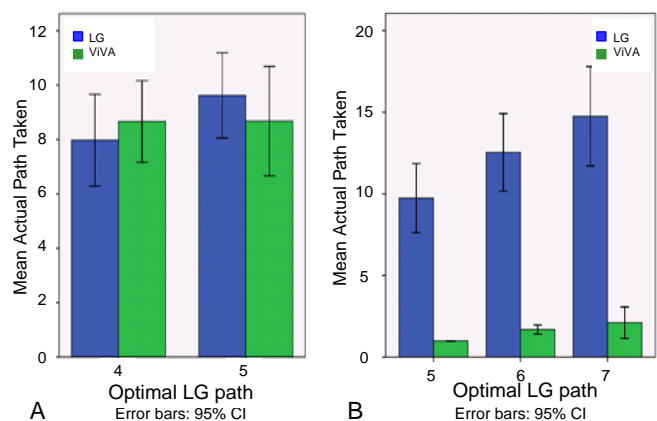 12
10
8
6
4
2
0
Mean Actual Path Taken
LG
ViVA
4 5
Optimal LG path
A Error bars: 95% CI
20
15
10
5
0
Mean Actual Path Taken
LG
ViVA
5 6 7
Optimal LG path
B Error bars: 95% CI